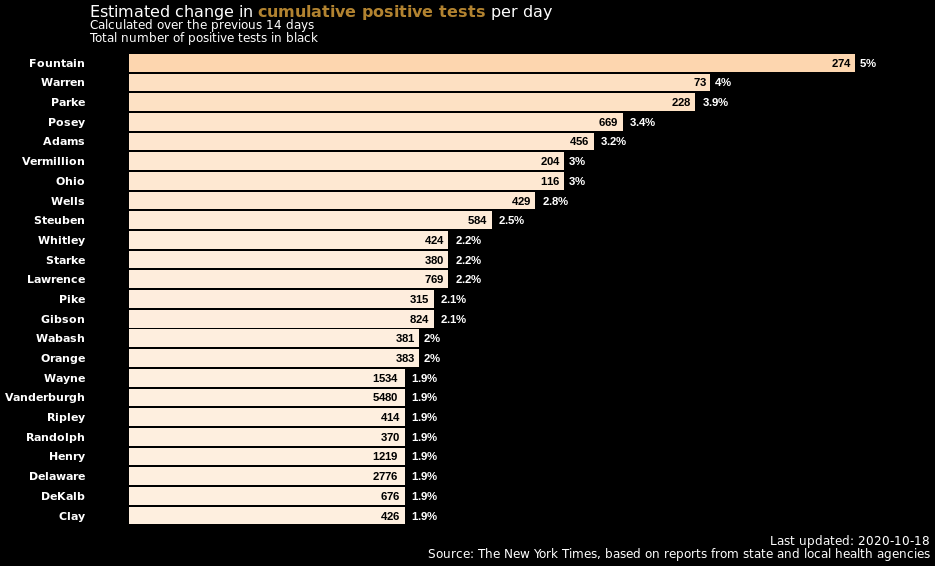 Estimated change in cumulative positive tests per day
Calculated over the previous 14 days
Total number of positive tests in black
Fountain 274 5%
Warren 73 4%
Parke 228 3.9%
Posey 669 3.4%
Adams 456 3.2%
Vermillion 204 3%
Ohio 116 3%
Wells 429 2.8%
Steuben 584 2.5%
Whitley 424 2.2%
Starke 380 2.2%
Lawrence 769 2.2%
Pike 315 2.1%
Gibson 824 2.1%
Wabash 381 2%
Orange 383 2%
Wayne 1534 1.9%
Vanderburgh 5480 1.9%
Ripley 414 1.9%
Randolph 370 1.9%
Henry 1219 1.9%
Delaware 2776 1.9%
DeKalb 676 1.9%
Clay 426 1.9%
Last updated: 2020-10-18
Source: The New York Times, based on reports from state and local health agencies